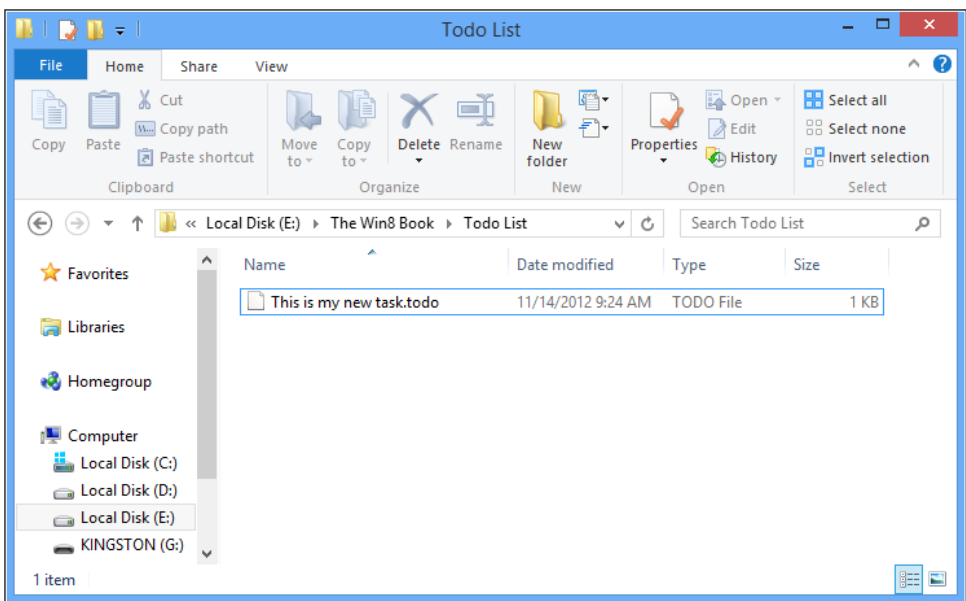 Todo List
File Home Share View
Copy
Paste
Cut
Copy path
Paste shortcut
Clipboard
Move to
Copy to
Delete
Rename
Organize
New folder
New
Properties
Open
Edit
History
Open
Select all
Select none
Invert selection
Select
« Local Disk (E:) The Win8 Book Todo List
Search Todo List
Favorites
Libraries
Homegroup
Computer
Local Disk (C:)
Local Disk (D:)
Local Disk (E:)
KINGSTON (G:)
Name Date modified Type Size
This is my new task.todo 11/14/2012 9:24 AM TODO File 1 KB
1 item